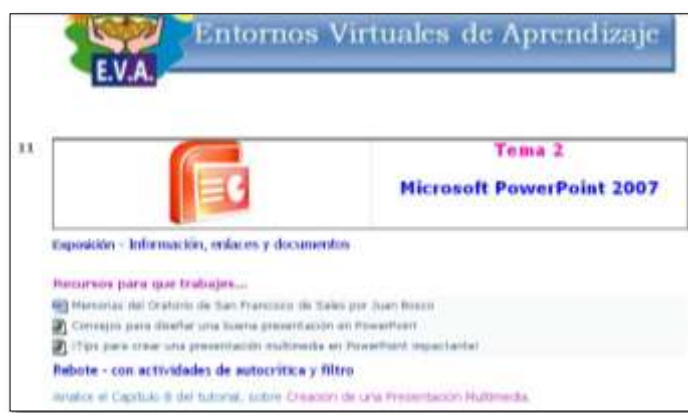 Entornos Virtuales de Aprendizaje
E.V.A.
11
Tema 2
Microsoft PowerPoint 2007
Exposición - Información, enlaces y documentos
Recursos para que trabajes...
Memorias del Oratorio de San Francisco de Sales por Juan Bosco
Consejos para diseñar una buena presentación en PowerPoint
¡Tips para crear una presentación multimedia en PowerPoint impactante!
Rebote - con actividades de autocrítica y filtro
Analice el Capítulo 8 del tutorial, sobre Creación de una Presentación Multimedia.